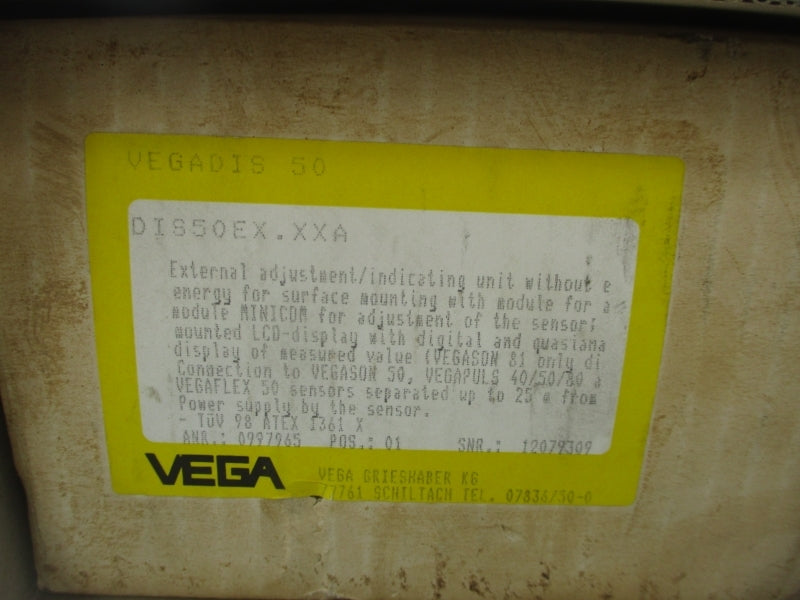 VEGADIS 50
DIS50EX.XXA
External adjustment/indicating unit without e
energy for surface mounting with module for a
module MINICOM for adjustment of the sensor;
mounted LCD-display with digital and quasiana
display of measured value (VEGASON 81 only di
Connection to VEGASON 50, VEGAPULS 40/50/80 a
VEGAFLEX 50 sensors separated up to 25 m from
Power supply by the sensor.
- TÜV 98 ATEX 1361 X
ANR.: 0997965 POS.: 01 SNR.: 12079309
VEGA
VEGA GRIESHABER KG
77761 SCHILTACH TEL. 07836/50-0